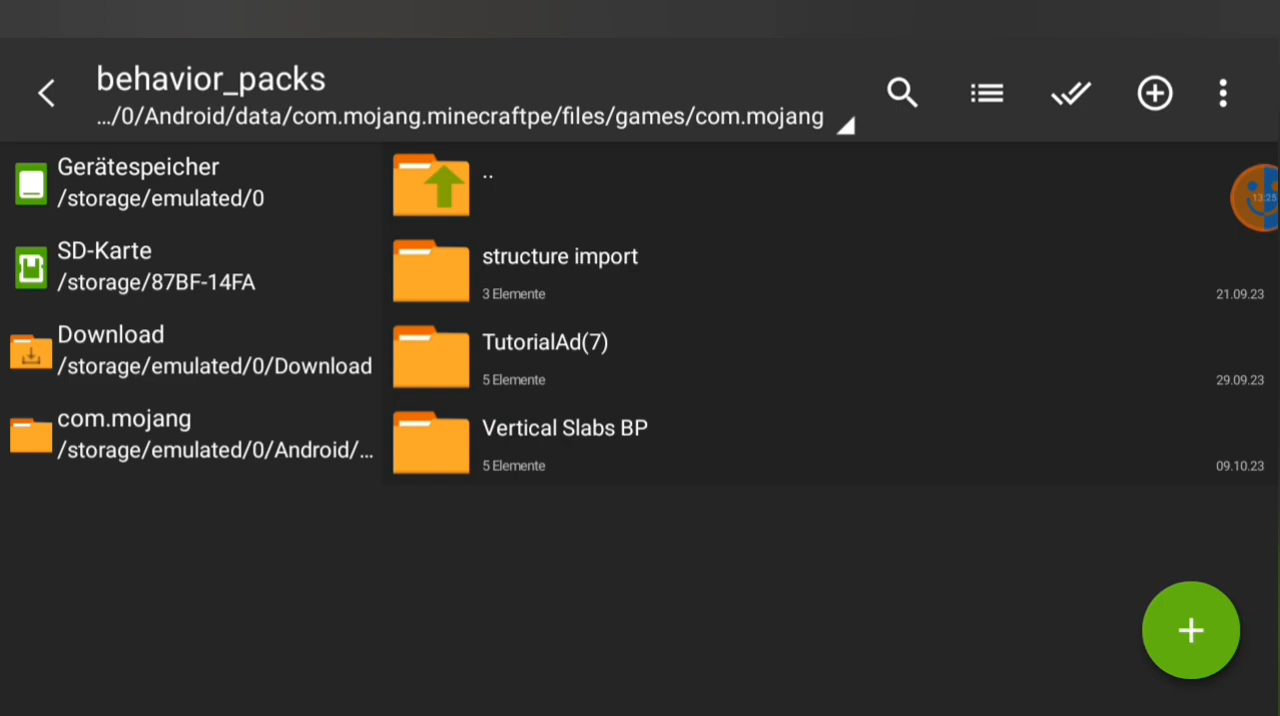 behavior_packs
.../0/Android/data/com.mojang.minecraftpe/files/games/com.mojang
Gerätespeicher
/storage/emulated/0
SD-Karte
/storage/87BF-14FA
Download
/storage/emulated/0/Download
com.mojang
/storage/emulated/0/Android/...
..
13:25
structure import
3 Elemente
21.09.23
TutorialAd(7)
5 Elemente
29.09.23
Vertical Slabs BP
5 Elemente
09.10.23